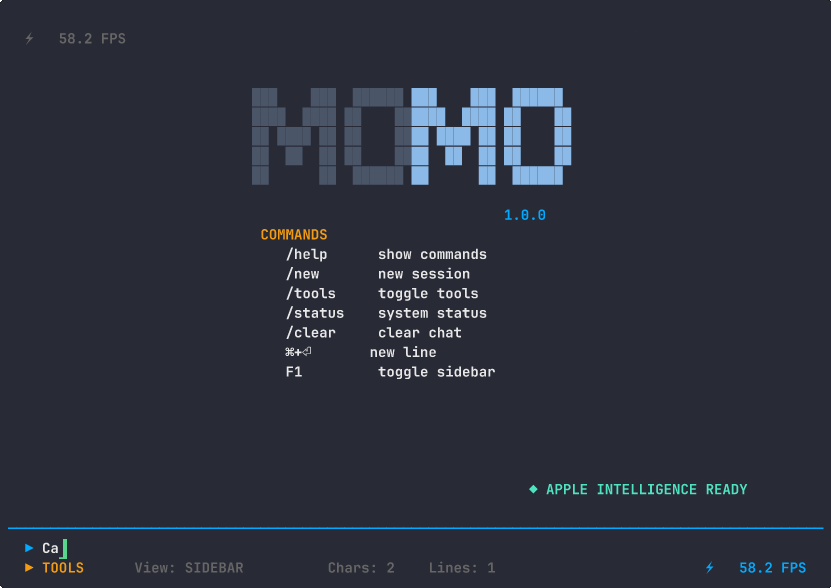 ⚡ 58.2 FPS
MOMO
1.0.0
COMMANDS
/help show commands
/new new session
/tools toggle tools
/status system status
/clear clear chat
⌘+⏎ new line
F1 toggle sidebar
◆ APPLE INTELLIGENCE READY
▶ Ca
▶ TOOLS View: SIDEBAR Chars: 2 Lines: 1 ⚡ 58.2 FPS